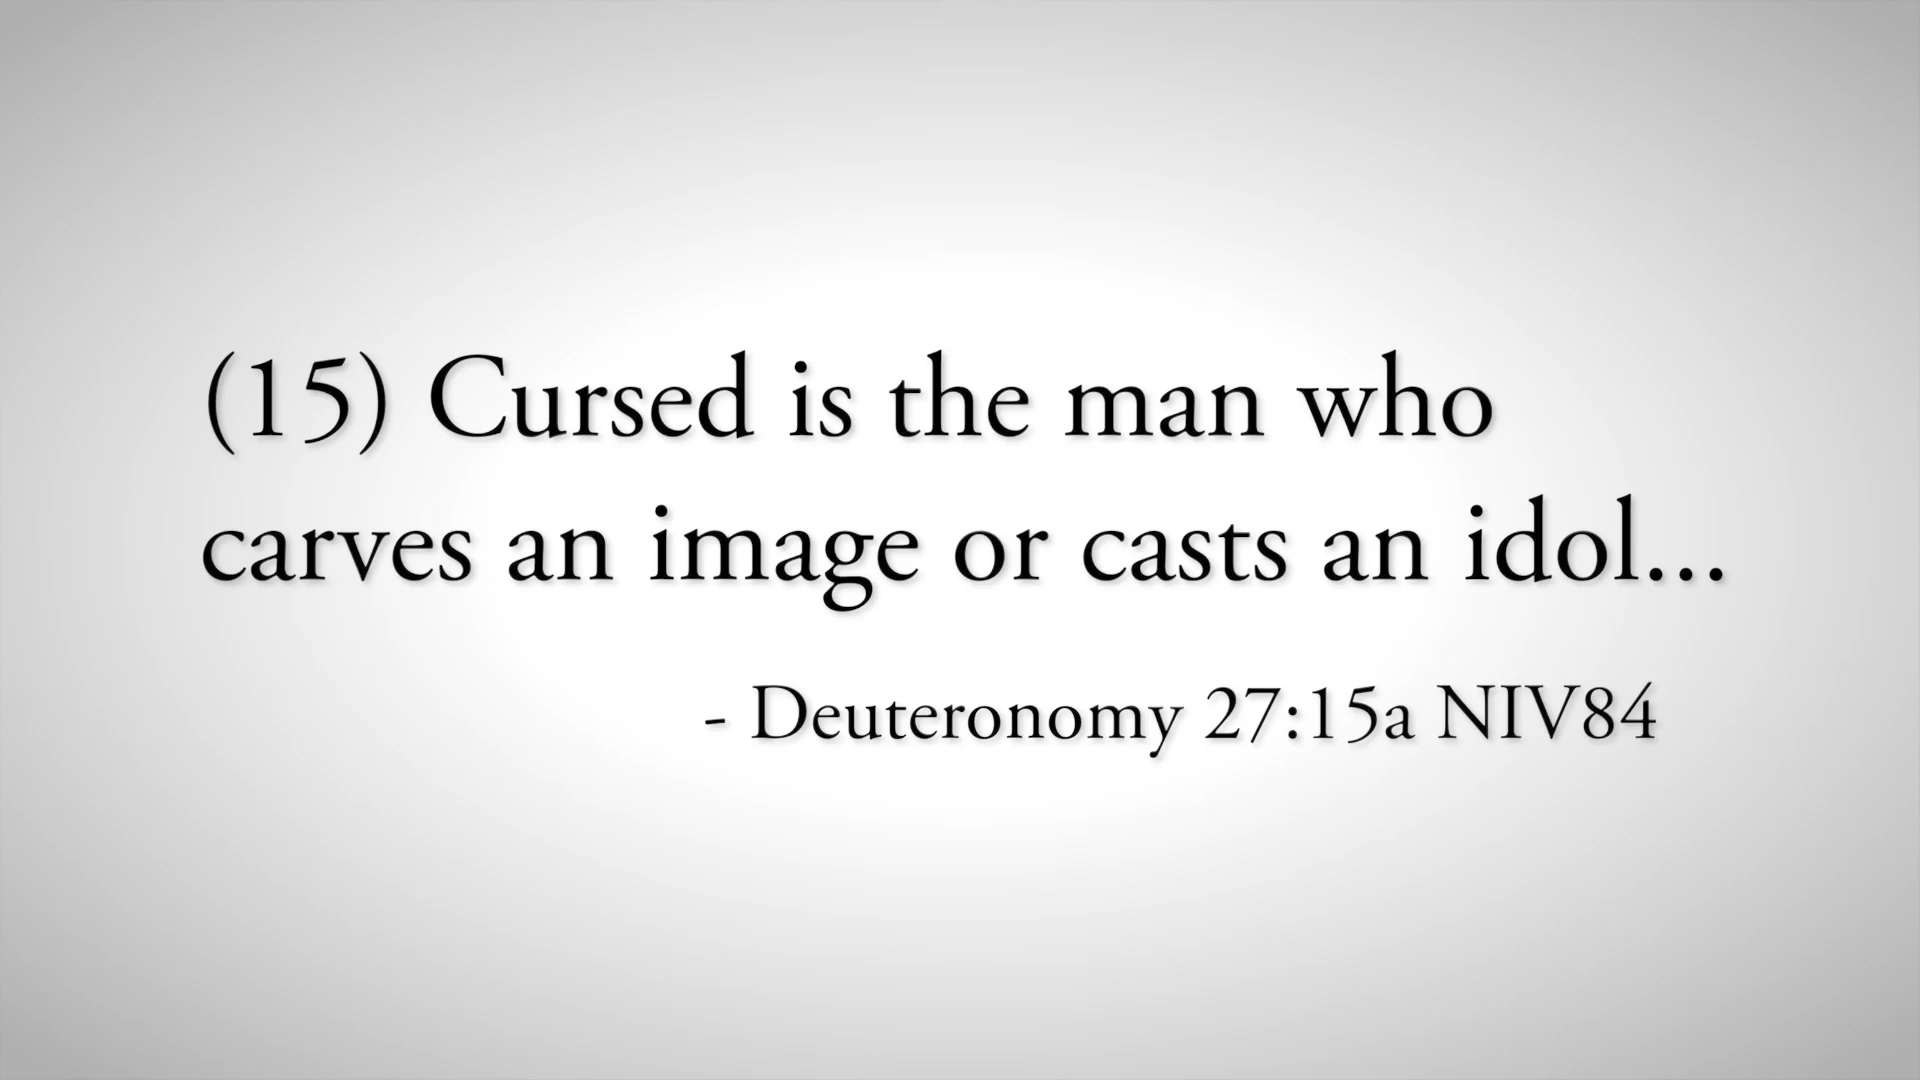 (15) Cursed is the man who
carves an image or casts an idol...
- Deuteronomy 27:15a NIV84